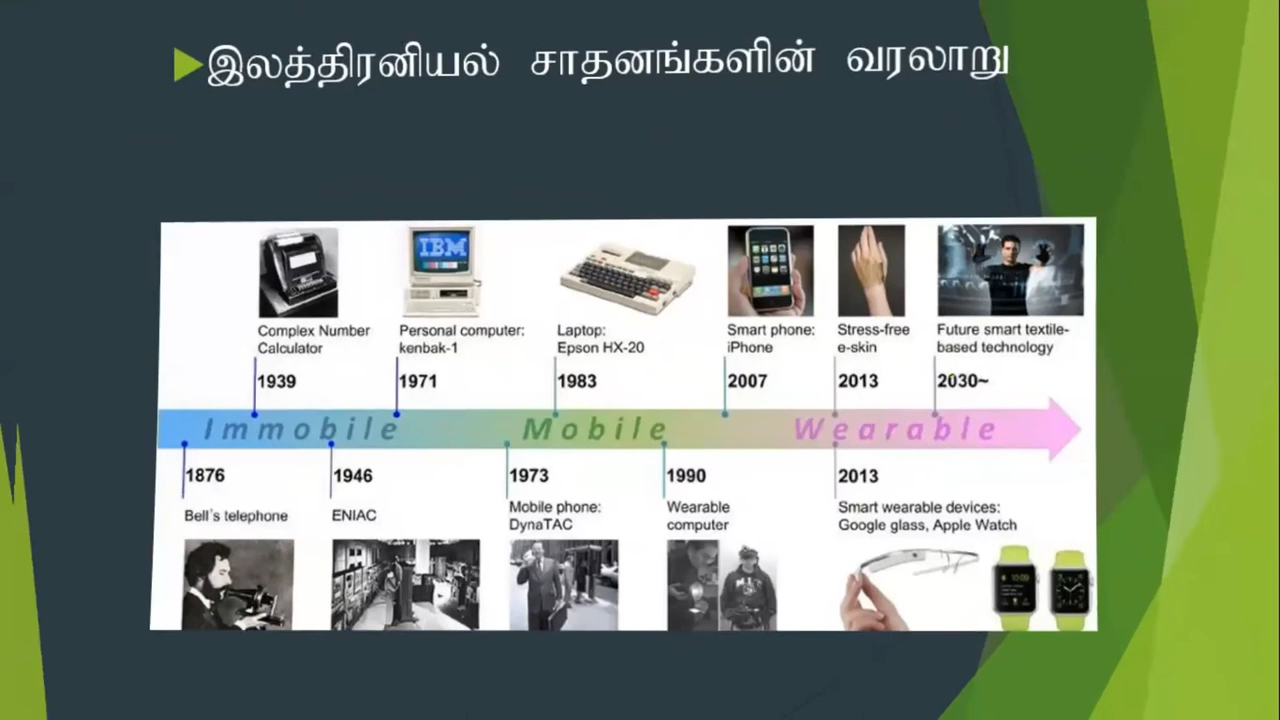 இலத்திரனியல் சாதனங்களின் வரலாறு
IBM
Complex Number
Calculator
Personal computer:
kenbak-1
Laptop:
Epson HX-20
Smart phone:
iPhone
Stress-free
e-skin
Future smart textile-
based technology
1939
1971
1983
2007
2013
2030~
Immobile
Mobile
Wearable
1876
1946
1973
1990
2013
Bell's telephone
ENIAC
Mobile phone:
DynaTAC
Wearable
computer
Smart wearable devices:
Google glass, Apple Watch
MIT
10:09